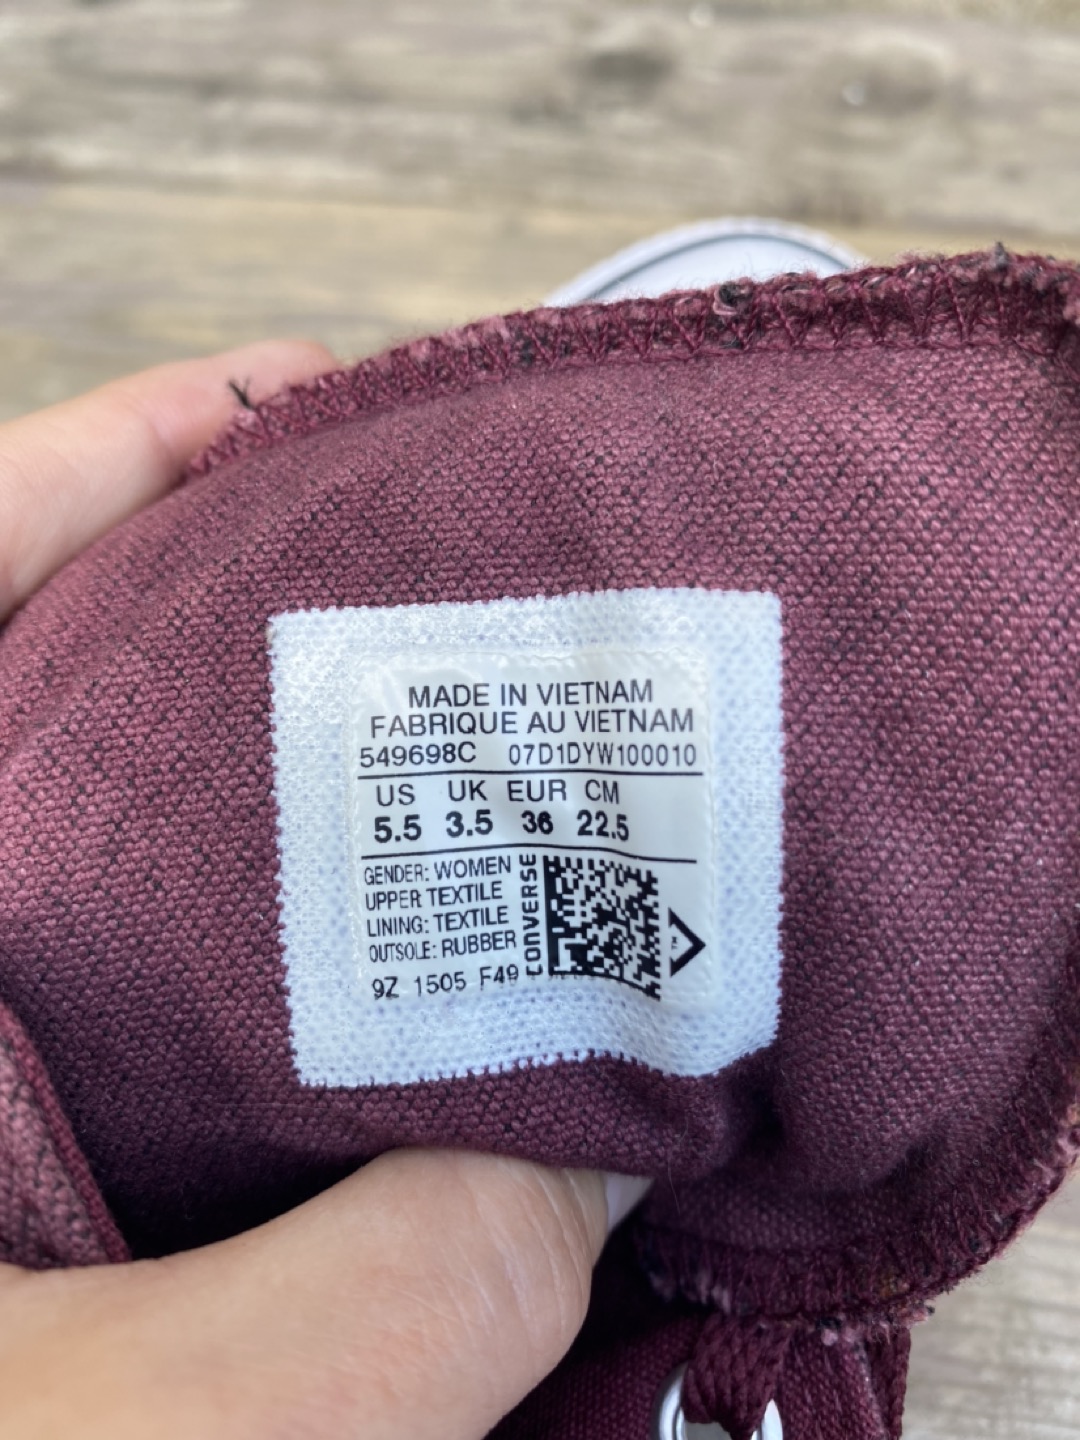 MADE IN VIETNAM
FABRIQUE AU VIETNAM
549698C 07D1DYW100010
US UK EUR CM
5.5 3.5 36 22.5
GENDER: WOMEN
UPPER TEXTILE
LINING: TEXTILE
OUTSOLE: RUBBER
9Z 1505 F49
CONVERSE
TM